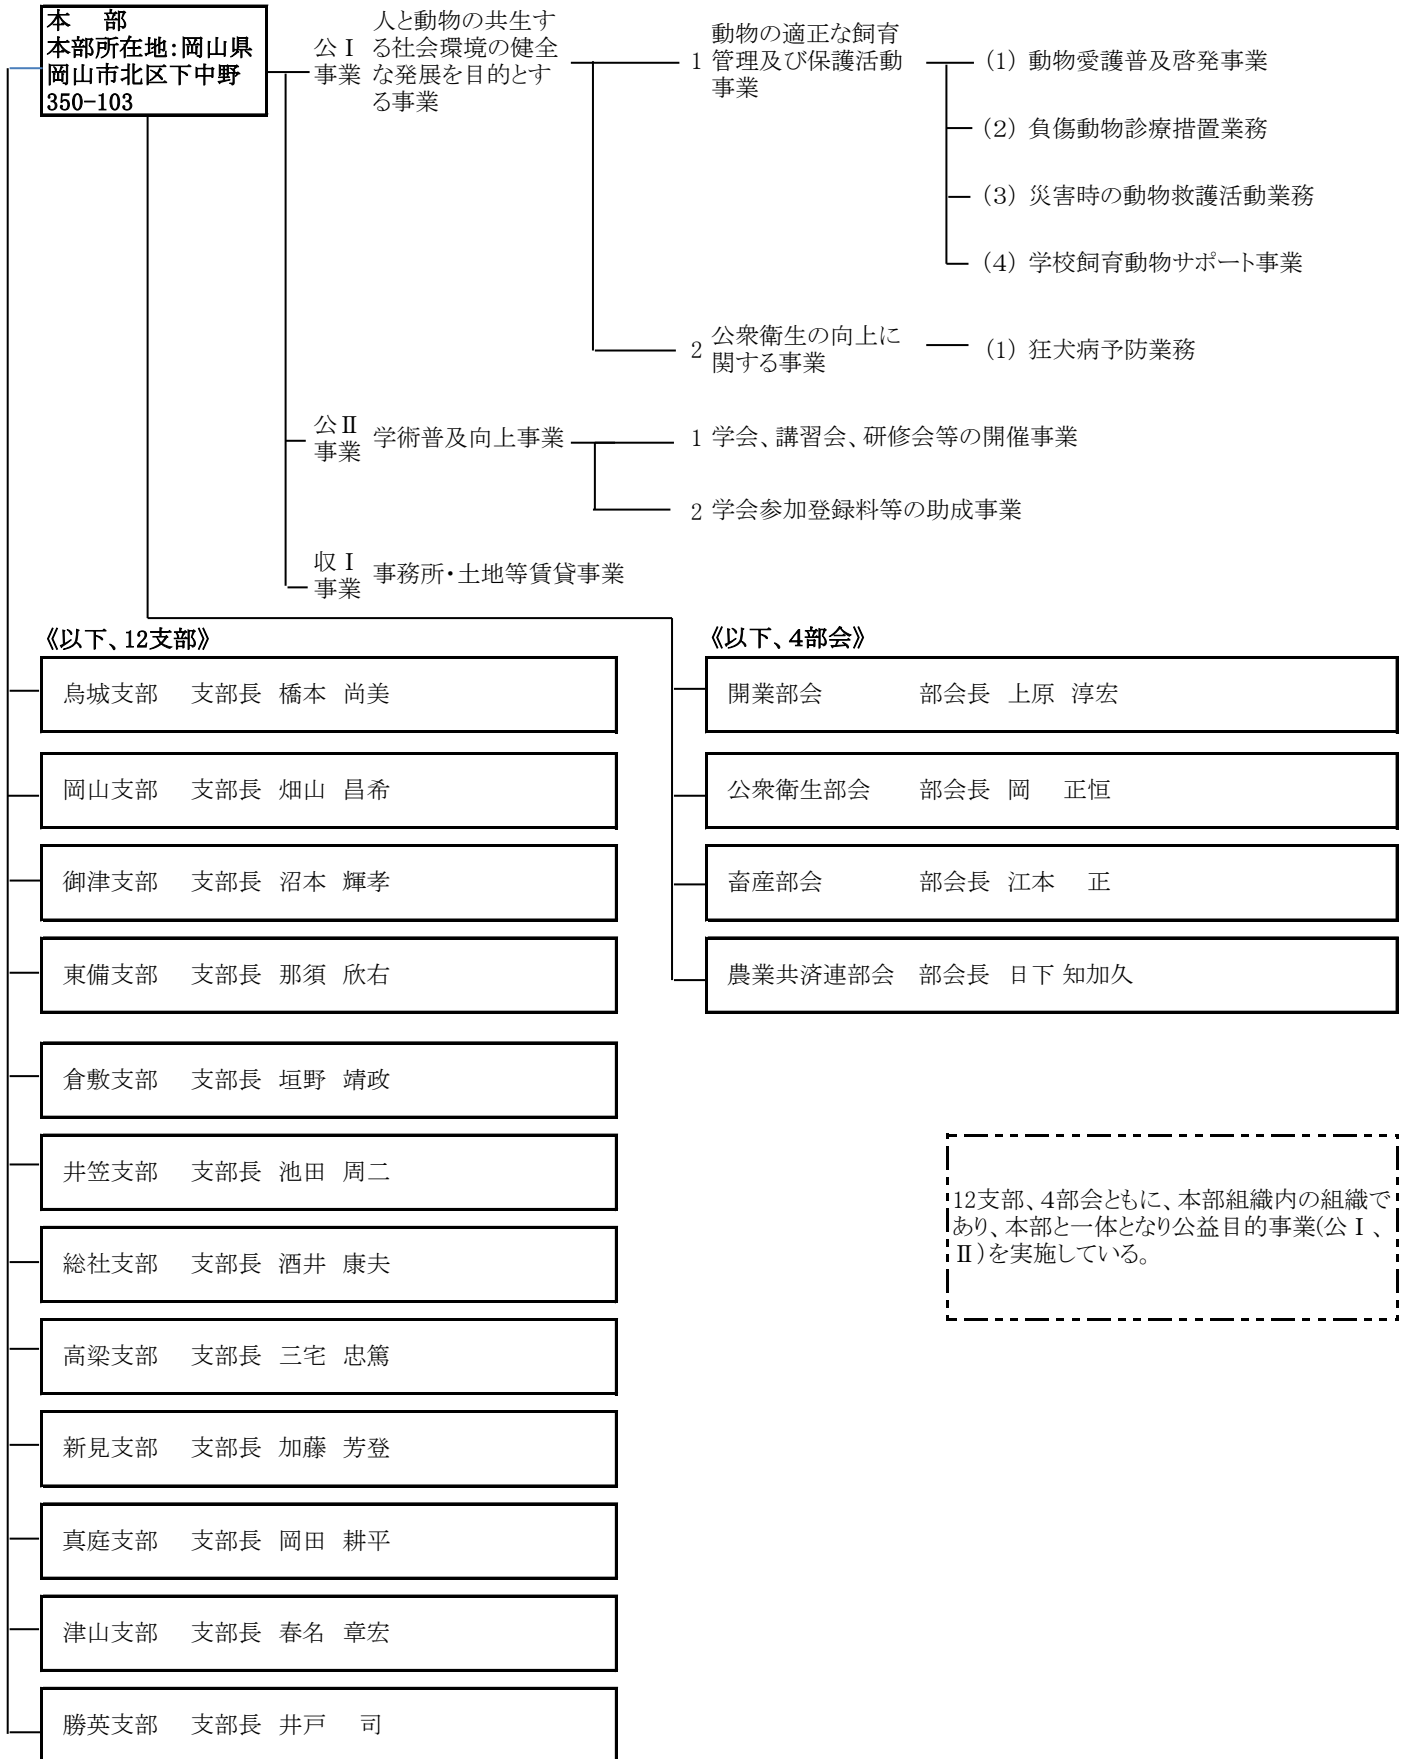 本　部
本部所在地：岡山県
岡山市北区下中野
350-103
公Ⅰ
事業
人と動物の共生す
る社会環境の健全
な発展を目的とす
る事業
1 動物の適正な飼育
管理及び保護活動
事業
（1） 動物愛護普及啓発事業
（2） 負傷動物診療措置業務
（3） 災害時の動物救護活動業務
（4） 学校飼育動物サポート事業
2 公衆衛生の向上に
関する事業
（1） 狂犬病予防業務
公Ⅱ
事業
学術普及向上事業
1 学会、講習会、研修会等の開催事業
2 学会参加登録料等の助成事業
収Ⅰ
事業
事務所・土地等賃貸事業
《以下、12支部》
烏城支部　支部長　橋本　尚美
岡山支部　支部長　畑山　昌希
御津支部　支部長　沼本　輝孝
東備支部　支部長　那須　欣右
倉敷支部　支部長　垣野　靖政
井笠支部　支部長　池田　周二
総社支部　支部長　酒井　康夫
高梁支部　支部長　三宅　忠篤
新見支部　支部長　加藤　芳登
真庭支部　支部長　岡田　耕平
津山支部　支部長　春名　章宏
勝英支部　支部長　井戸　司
《以下、4部会》
開業部会　部会長　上原　淳宏
公衆衛生部会　部会長　岡　正恒
畜産部会　部会長　江本　正
農業共済連部会　部会長　日下 知加久
12支部、4部会ともに、本部組織内の組織で
あり、本部と一体となり公益目的事業(公Ⅰ、
Ⅱ)を実施している。